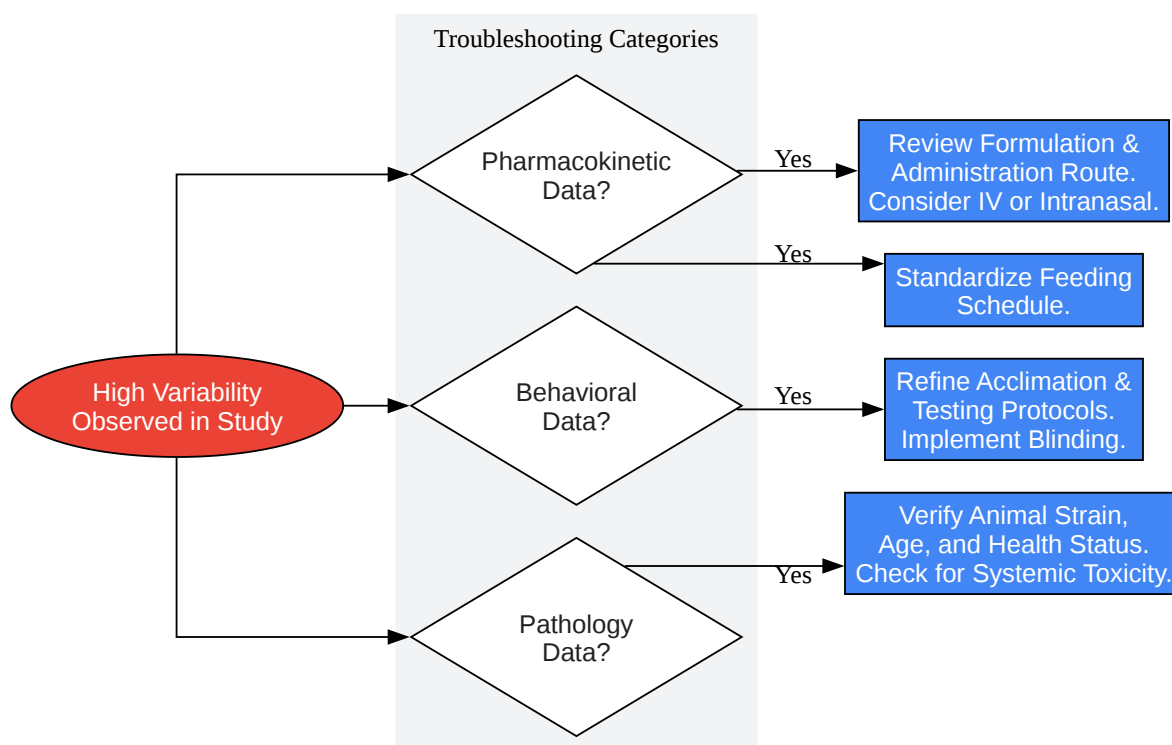 Troubleshooting Categories
Pharmacokinetic
Data?
Yes
Review Formulation &
Administration Route.
Consider IV or Intranasal.
Yes
Standardize Feeding
Schedule.
High Variability
Observed in Study
Behavioral
Data?
Yes
Refine Acclimation &
Testing Protocols.
Implement Blinding.
Pathology
Data?
Yes
Verify Animal Strain,
Age, and Health Status.
Check for Systemic Toxicity.